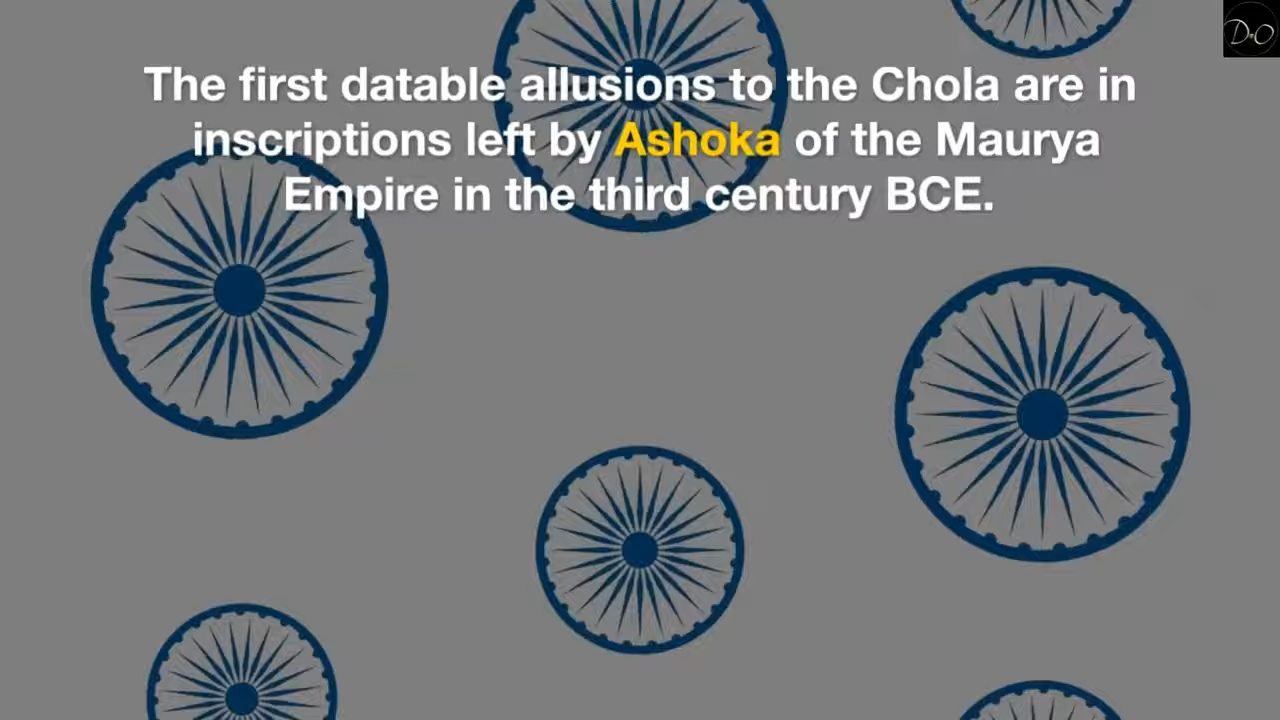 The first datable allusions to the Chola are in
inscriptions left by Ashoka of the Maurya
Empire in the third century BCE.
D·O